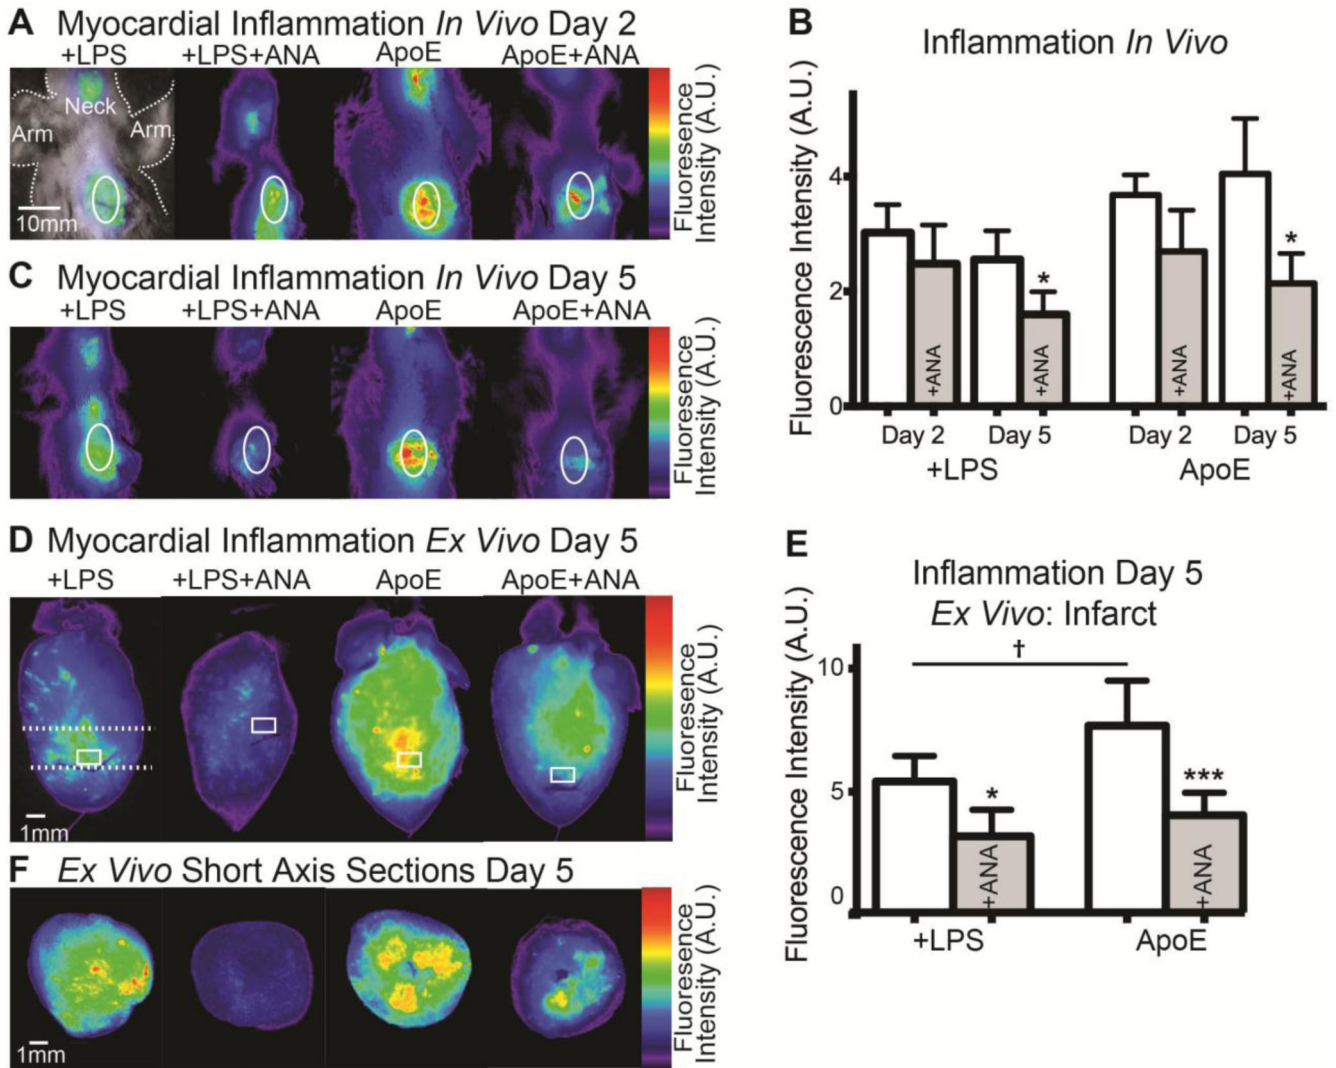 A Myocardial Inflammation In Vivo Day 2
+LPS +LPS+ANA ApoE ApoE+ANA
Neck
Arm Arm
10mm
Fluorescence
Intensity (A.U.)
B
Inflammation In Vivo
Fluorescence Intensity (A.U.)
4
2
0
+ANA +ANA +ANA +ANA
Day 2 Day 5 Day 2 Day 5
+LPS ApoE
* *
C Myocardial Inflammation In Vivo Day 5
+LPS +LPS+ANA ApoE ApoE+ANA
Fluorescence
Intensity (A.U.)
D Myocardial Inflammation Ex Vivo Day 5
+LPS +LPS+ANA ApoE ApoE+ANA
1mm
Fluorescence
Intensity (A.U.)
E
Inflammation Day 5
Ex Vivo: Infarct
Fluorescence Intensity (A.U.)
†
10
5
0
* ***
+ANA +ANA
+LPS ApoE
F Ex Vivo Short Axis Sections Day 5
1mm
Fluorescence
Intensity (A.U.)